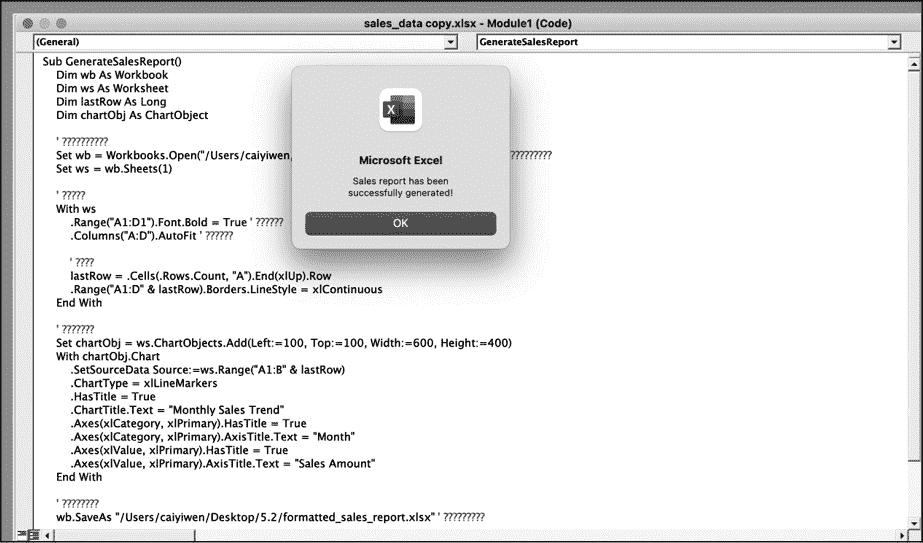 sales_data copy.xlsx - Module1 (Code)
(General)
GenerateSalesReport
Sub GenerateSalesReport()
Dim wb As Workbook
Dim ws As Worksheet
Dim lastRow As Long
Dim chartObj As ChartObject
' ??????????
Set wb = Workbooks.Open("/Users/caiyiwen, ?????????
Set ws = wb.Sheets(1)
' ?????
With ws
.Range("A1:D1").Font.Bold = True ' ??????
.Columns("A:D").AutoFit ' ??????
' ????
lastRow = .Cells(.Rows.Count, "A").End(xlUp).Row
.Range("A1:D" & lastRow).Borders.LineStyle = xlContinuous
End With
' ???????
Set chartObj = ws.ChartObjects.Add(Left:=100, Top:=100, Width:=600, Height:=400)
With chartObj.Chart
.SetSourceData Source:=ws.Range("A1:B" & lastRow)
.ChartType = xlLineMarkers
.HasTitle = True
.ChartTitle.Text = "Monthly Sales Trend"
.Axes(xlCategory, xlPrimary).HasTitle = True
.Axes(xlCategory, xlPrimary).AxisTitle.Text = "Month"
.Axes(xlValue, xlPrimary).HasTitle = True
.Axes(xlValue, xlPrimary).AxisTitle.Text = "Sales Amount"
End With
' ????????
wb.SaveAs "/Users/caiyiwen/Desktop/5.2/formatted_sales_report.xlsx" ' ?????????
X
Microsoft Excel
Sales report has been
successfully generated!
OK